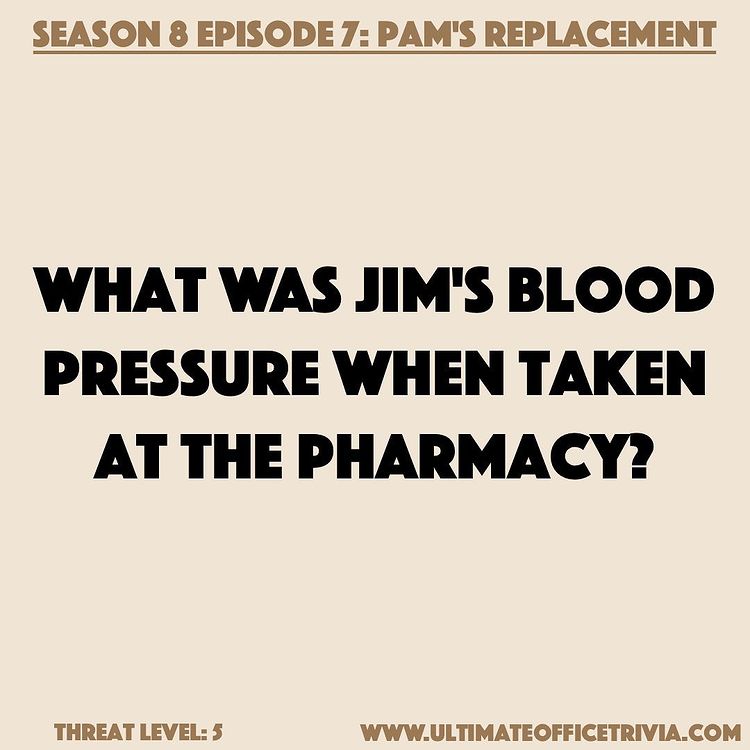 SEASON 8 EPISODE 7: PAM'S REPLACEMENT
WHAT WAS JIM'S BLOOD
PRESSURE WHEN TAKEN
AT THE PHARMACY?
THREAT LEVEL: 5
WWW.ULTIMATEOFFICETRIVIA.COM